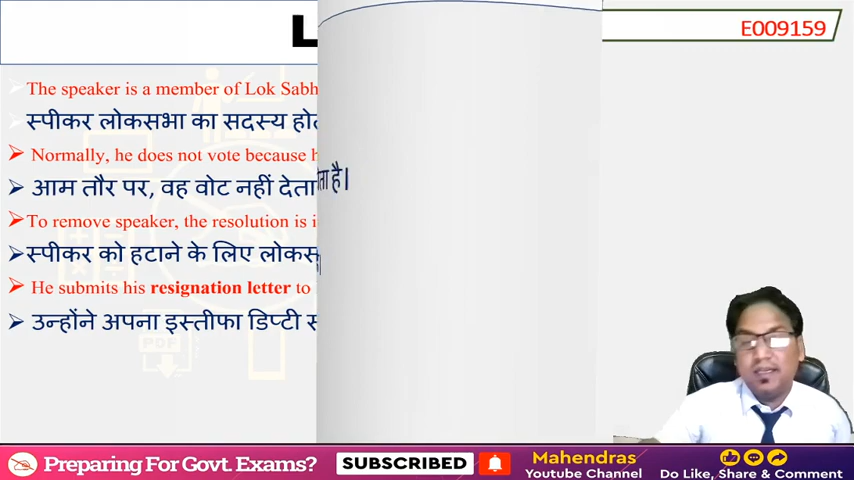 E009159
The speaker is a member of Lok
स्पीकर लोकसभा का सदस्य
Normally, he does not vote because
आम तौर पर, वह वोट नहीं देता
है।
To remove speaker, the resolution is
स्पीकर को हटाने के लिए
He submits his resignation letter to
उन्होंने अपना इस्तीफा डिप्टी
PDF
Preparing For Govt. Exams?
SUBSCRIBED
Mahendras
Youtube Channel
Do Like, Share & Comment